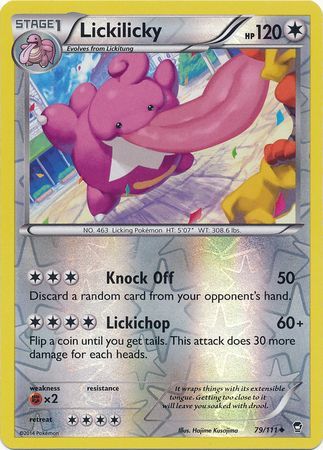 STAGE1 Lickilicky HP 120
Evolves from Lickitung
NO. 463 Licking Pokémon HT: 5'07" WT: 308.6 lbs.
Knock Off 50
Discard a random card from your opponent's hand.
Lickichop 60+
Flip a coin until you get tails. This attack does 30
more damage for each heads.
weakness resistance
×2
retreat
It wraps things with its extensible
tongue. Getting too close to it
will leave you soaked with drool.
Illus. Hajime Kusajima
79/111
©2014 Pokémon